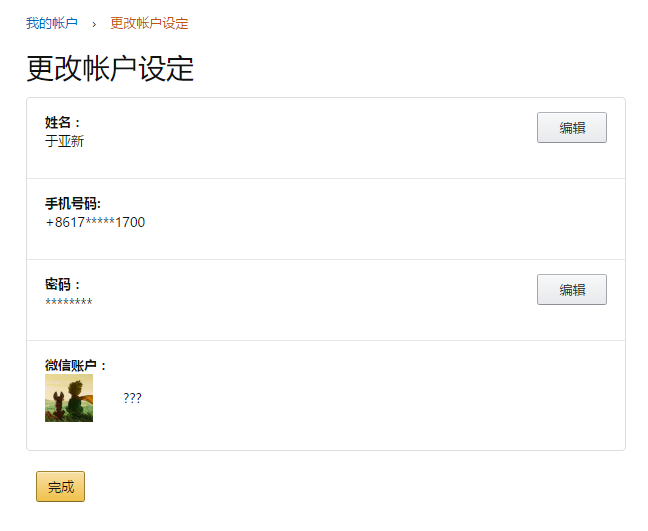 我的帐户 › 更改帐户设定
更改帐户设定
姓名：
于亚新
编辑
手机号码:
+8617*****1700
密码：
********
编辑
微信账户：
???
完成